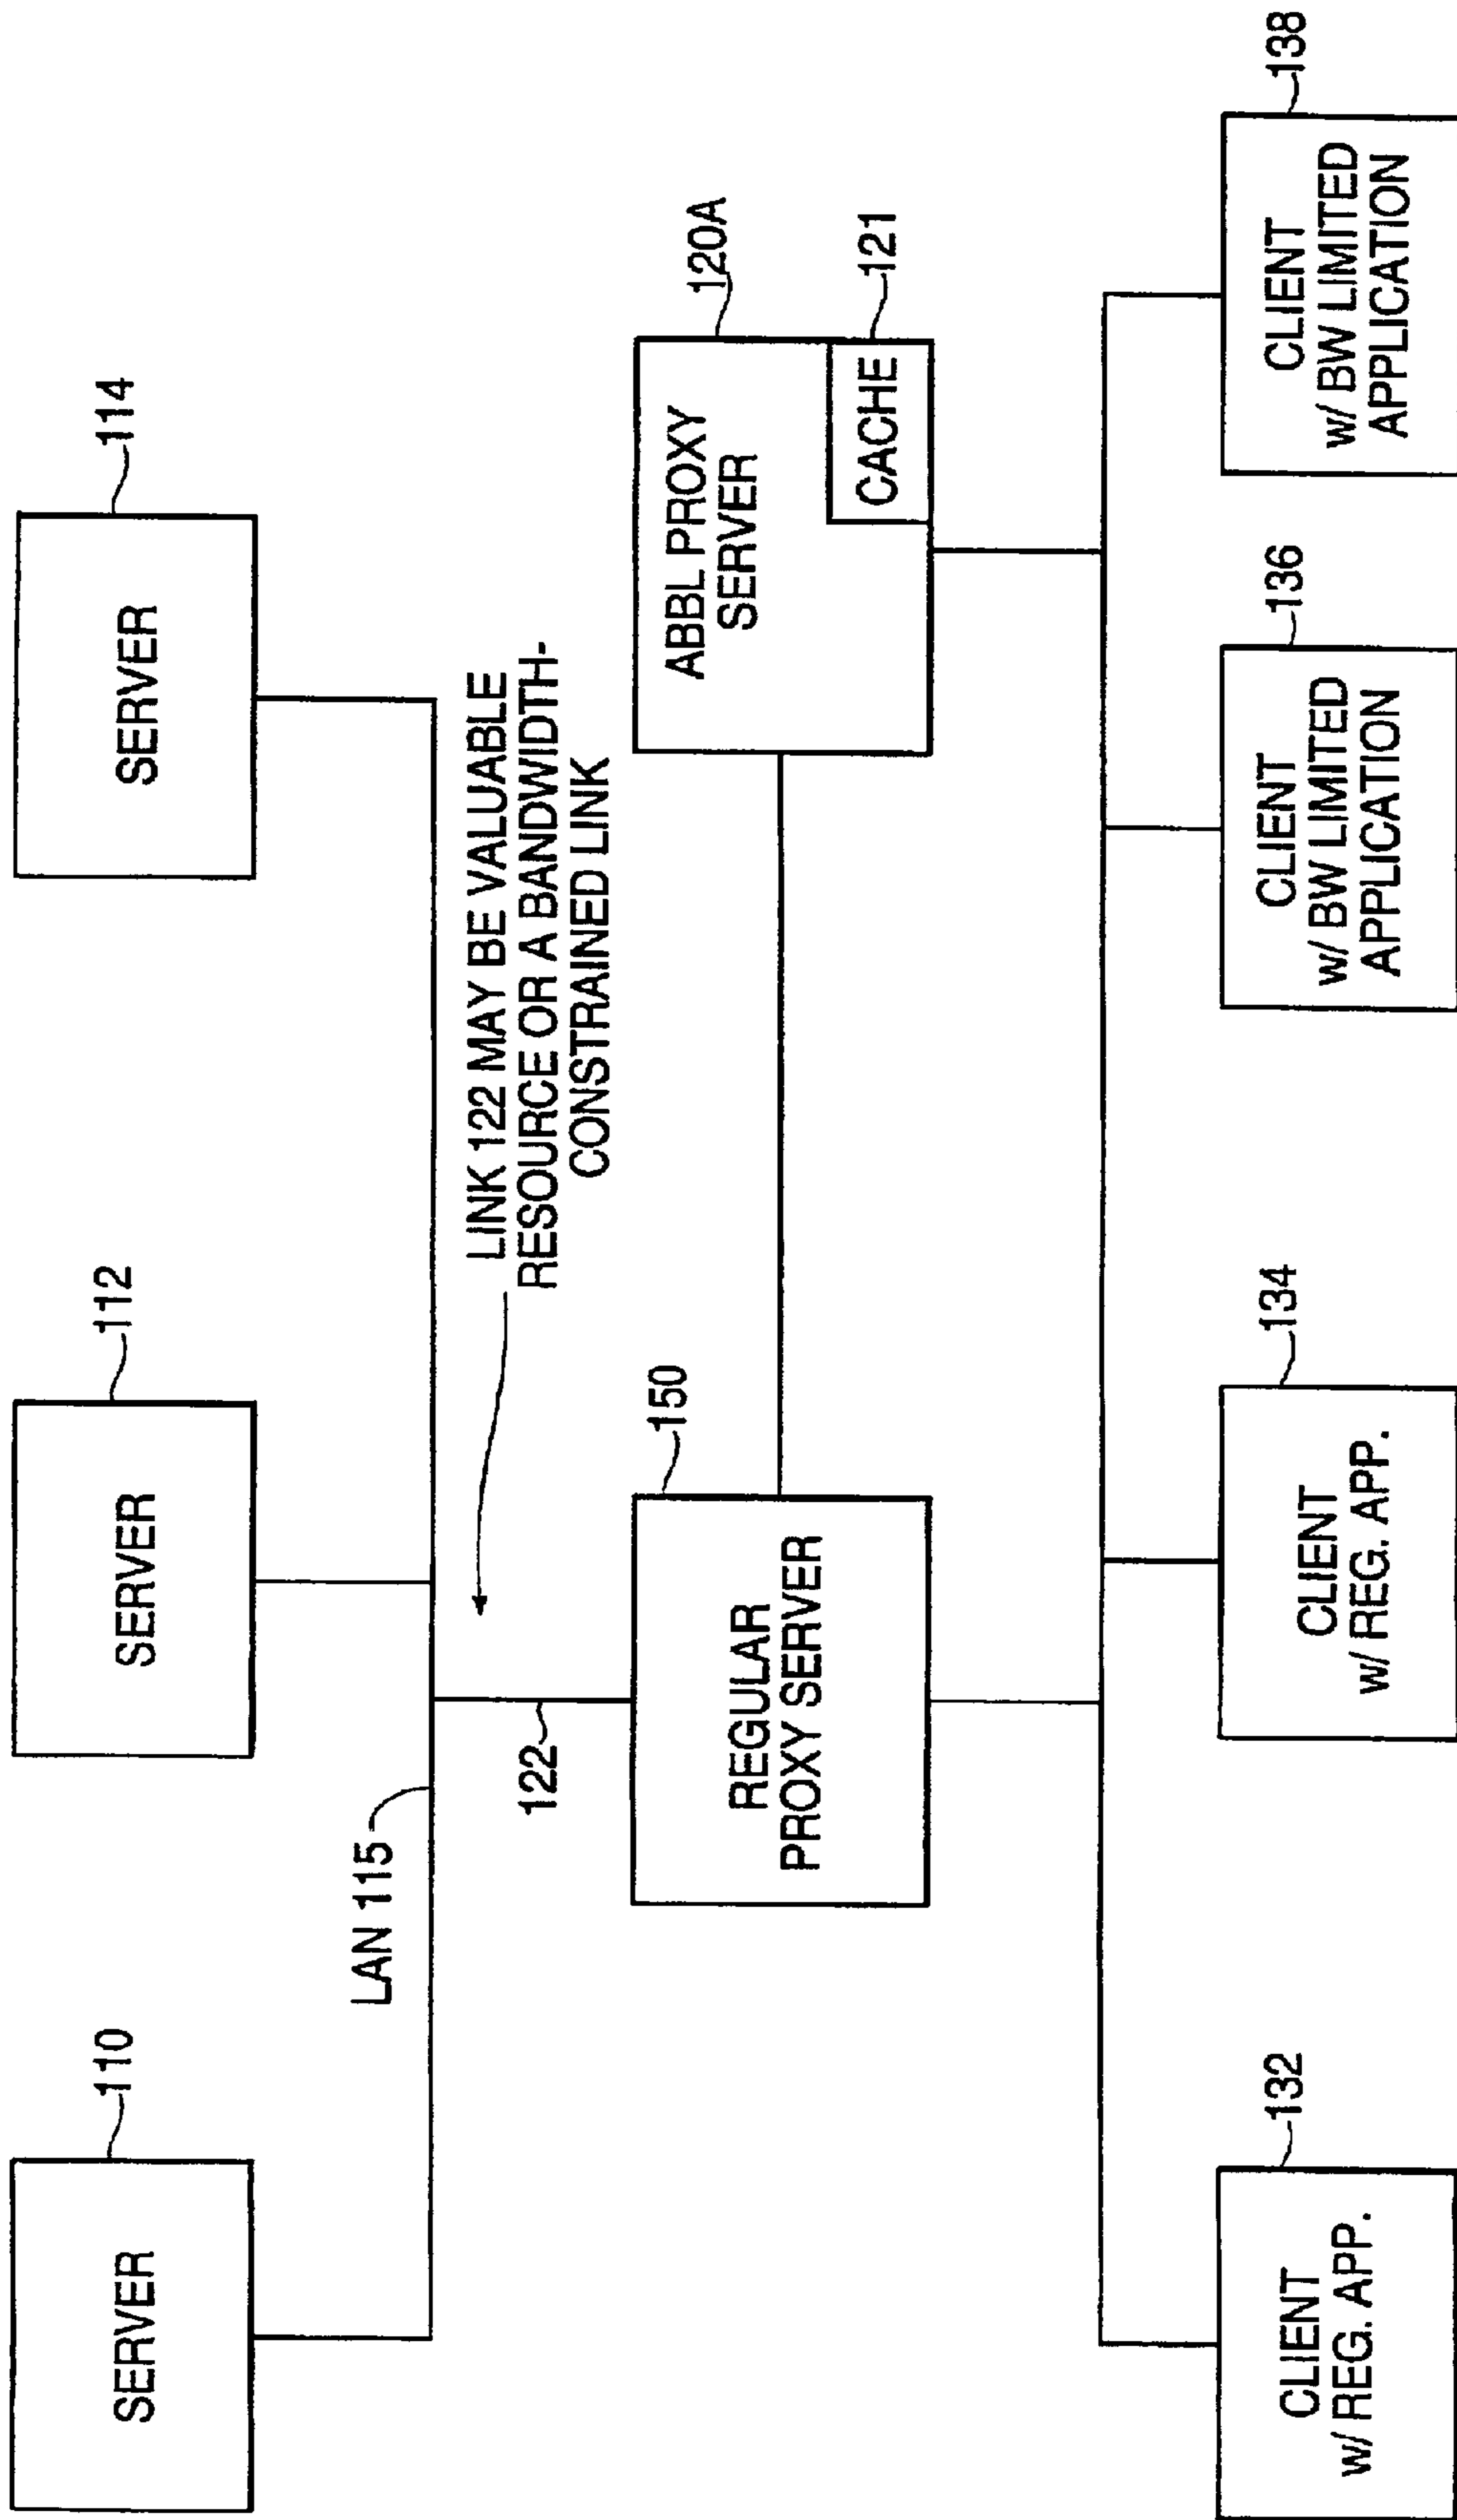 SERVER
110
SERVER
112
SERVER
114
LAN 115
122
LINK 122 MAY BE VALUABLE
RESOURCE OR A BANDWIDTH-
CONSTRAINED LINK
REGULAR
PROXY SERVER
150
ABBL PROXY
SERVER
120A
CACHE
121
CLIENT
w/ REG. APP.
132
CLIENT
w/ REG. APP.
134
CLIENT
w/ BW LIMITED
APPLICATION
136
CLIENT
w/ BW LIMITED
APPLICATION
138